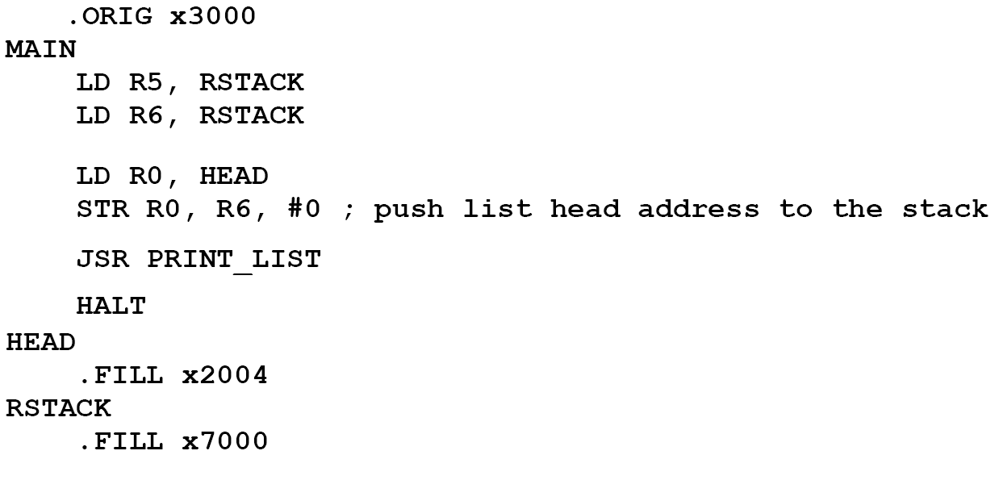 .ORIG x3000
MAIN
LD R5, RSTACK
LD R6, RSTACK
LD R0, HEAD
STR R0, R6, #0 ; push list head address to the stack
JSR PRINT_LIST
HALT
HEAD
.FILL x2004
RSTACK
.FILL x7000